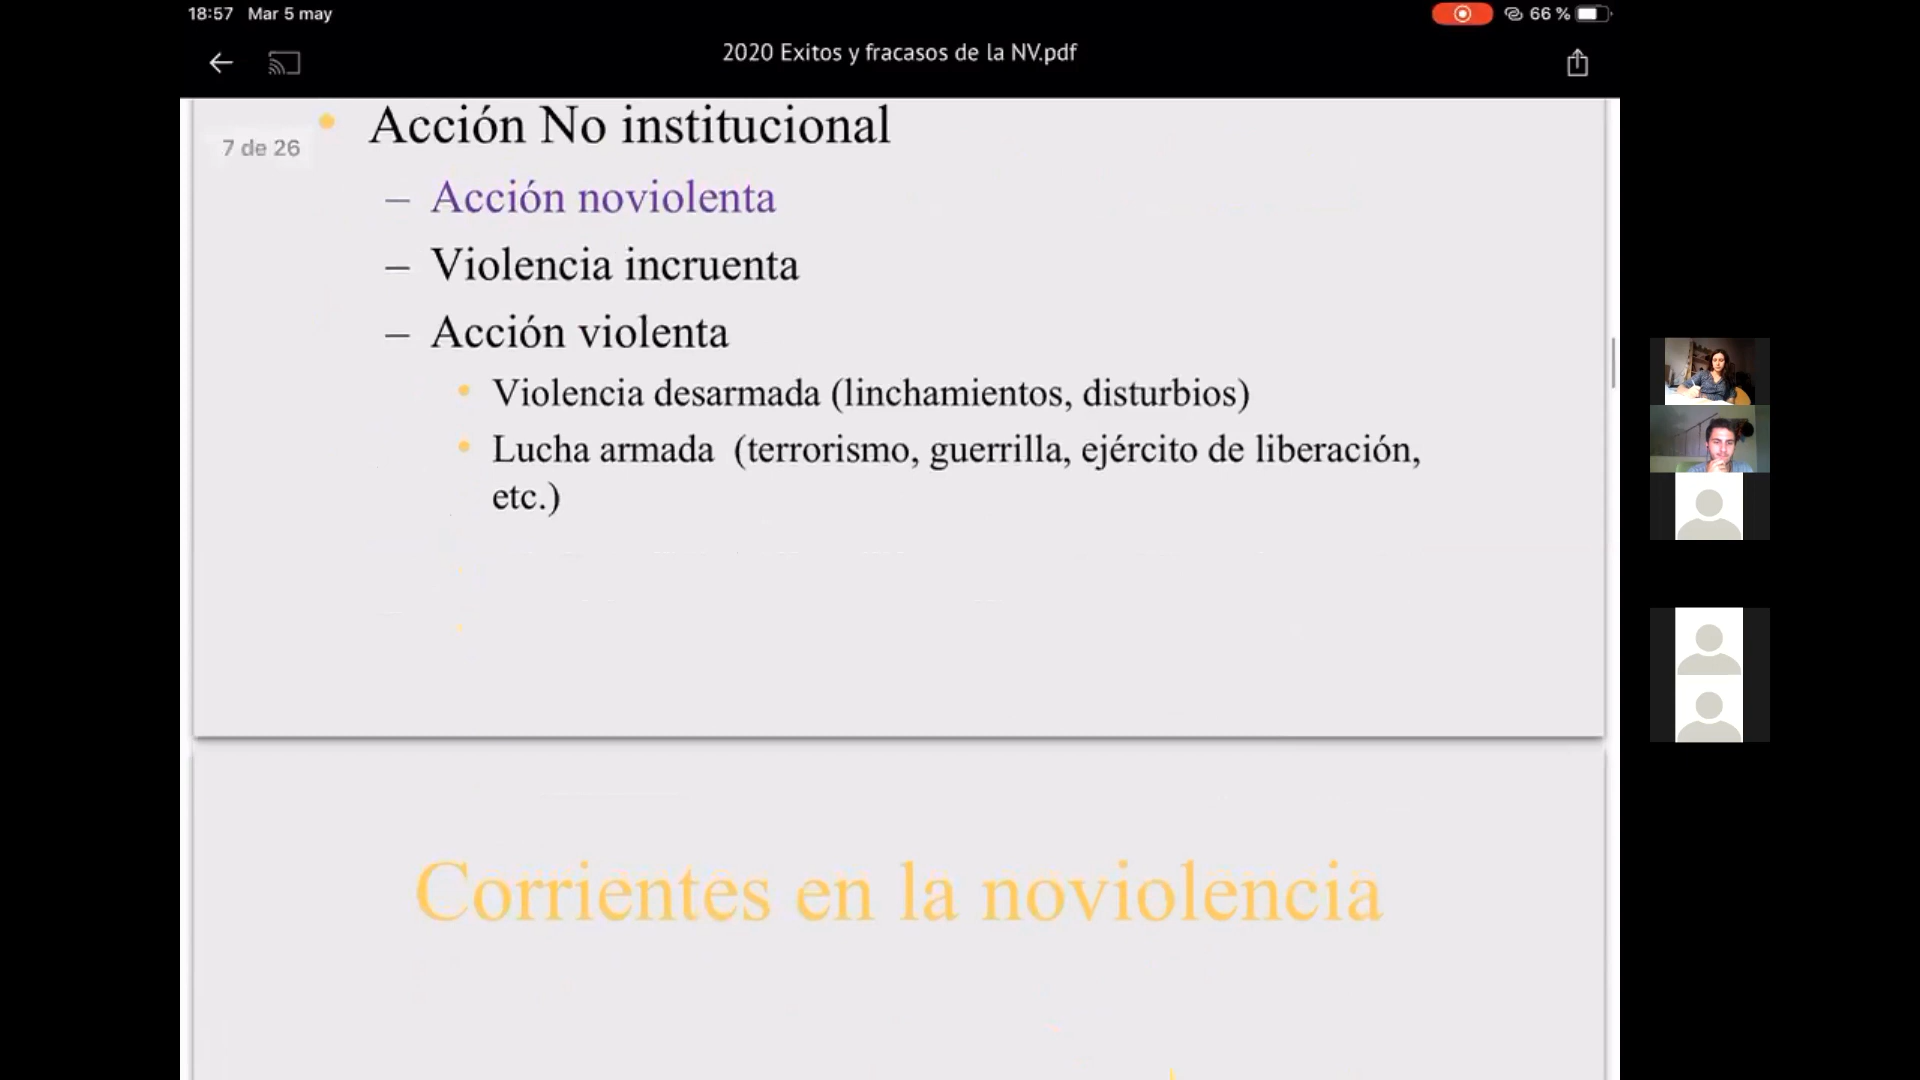 18:57 Mar 5 may
66 %
2020 Exitos y fracasos de la NV.pdf
7 de 26
• Acción No institucional
– Acción noviolenta
– Violencia incruenta
– Acción violenta
• Violencia desarmada (linchamientos, disturbios)
• Lucha armada (terrorismo, guerrilla, ejército de liberación,
etc.)
Corrientes en la noviolencia